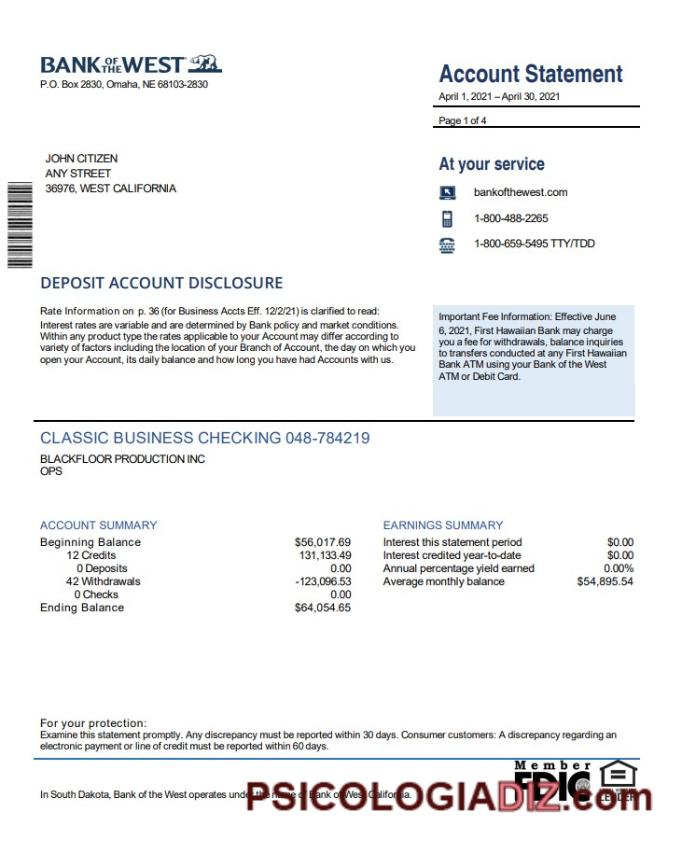 BANK OF THE WEST
P.O. Box 2830, Omaha, NE 68103-2830
Account Statement
April 1, 2021 – April 30, 2021
Page 1 of 4
JOHN CITIZEN
ANY STREET
36976, WEST CALIFORNIA
At your service
bankofthewest.com
1-800-488-2265
1-800-659-5495 TTY/TDD
DEPOSIT ACCOUNT DISCLOSURE
Rate Information on p. 36 (for Business Accts Eff. 12/2/21) is clarified to read:
Interest rates are variable and are determined by Bank policy and market conditions.
Within any product type the rates applicable to your Account may differ according to
variety of factors including the location of your Branch of Account, the day on which you
open your Account, its daily balance and how long you have had Accounts with us.
Important Fee Information: Effective June
6, 2021, First Hawaiian Bank may charge
you a fee for withdrawals, balance inquiries
to transfers conducted at any First Hawaiian
Bank ATM using your Bank of the West
ATM or Debit Card.
CLASSIC BUSINESS CHECKING 048-784219
BLACKFLOOR PRODUCTION INC
OPS
ACCOUNT SUMMARY
Beginning Balance $56,017.69
12 Credits 131,133.49
0 Deposits 0.00
42 Withdrawals -123,096.53
0 Checks 0.00
Ending Balance $64,054.65
EARNINGS SUMMARY
Interest this statement period $0.00
Interest credited year-to-date $0.00
Annual percentage yield earned 0.00%
Average monthly balance $54,895.54
For your protection:
Examine this statement promptly. Any discrepancy must be reported within 30 days. Consumer customers: A discrepancy regarding an
electronic payment or line of credit must be reported within 60 days.
Member
FDIC
LENDER
In South Dakota, Bank of the West operates under the name of Bank of West California.
PSICOLOGIADIZ.com